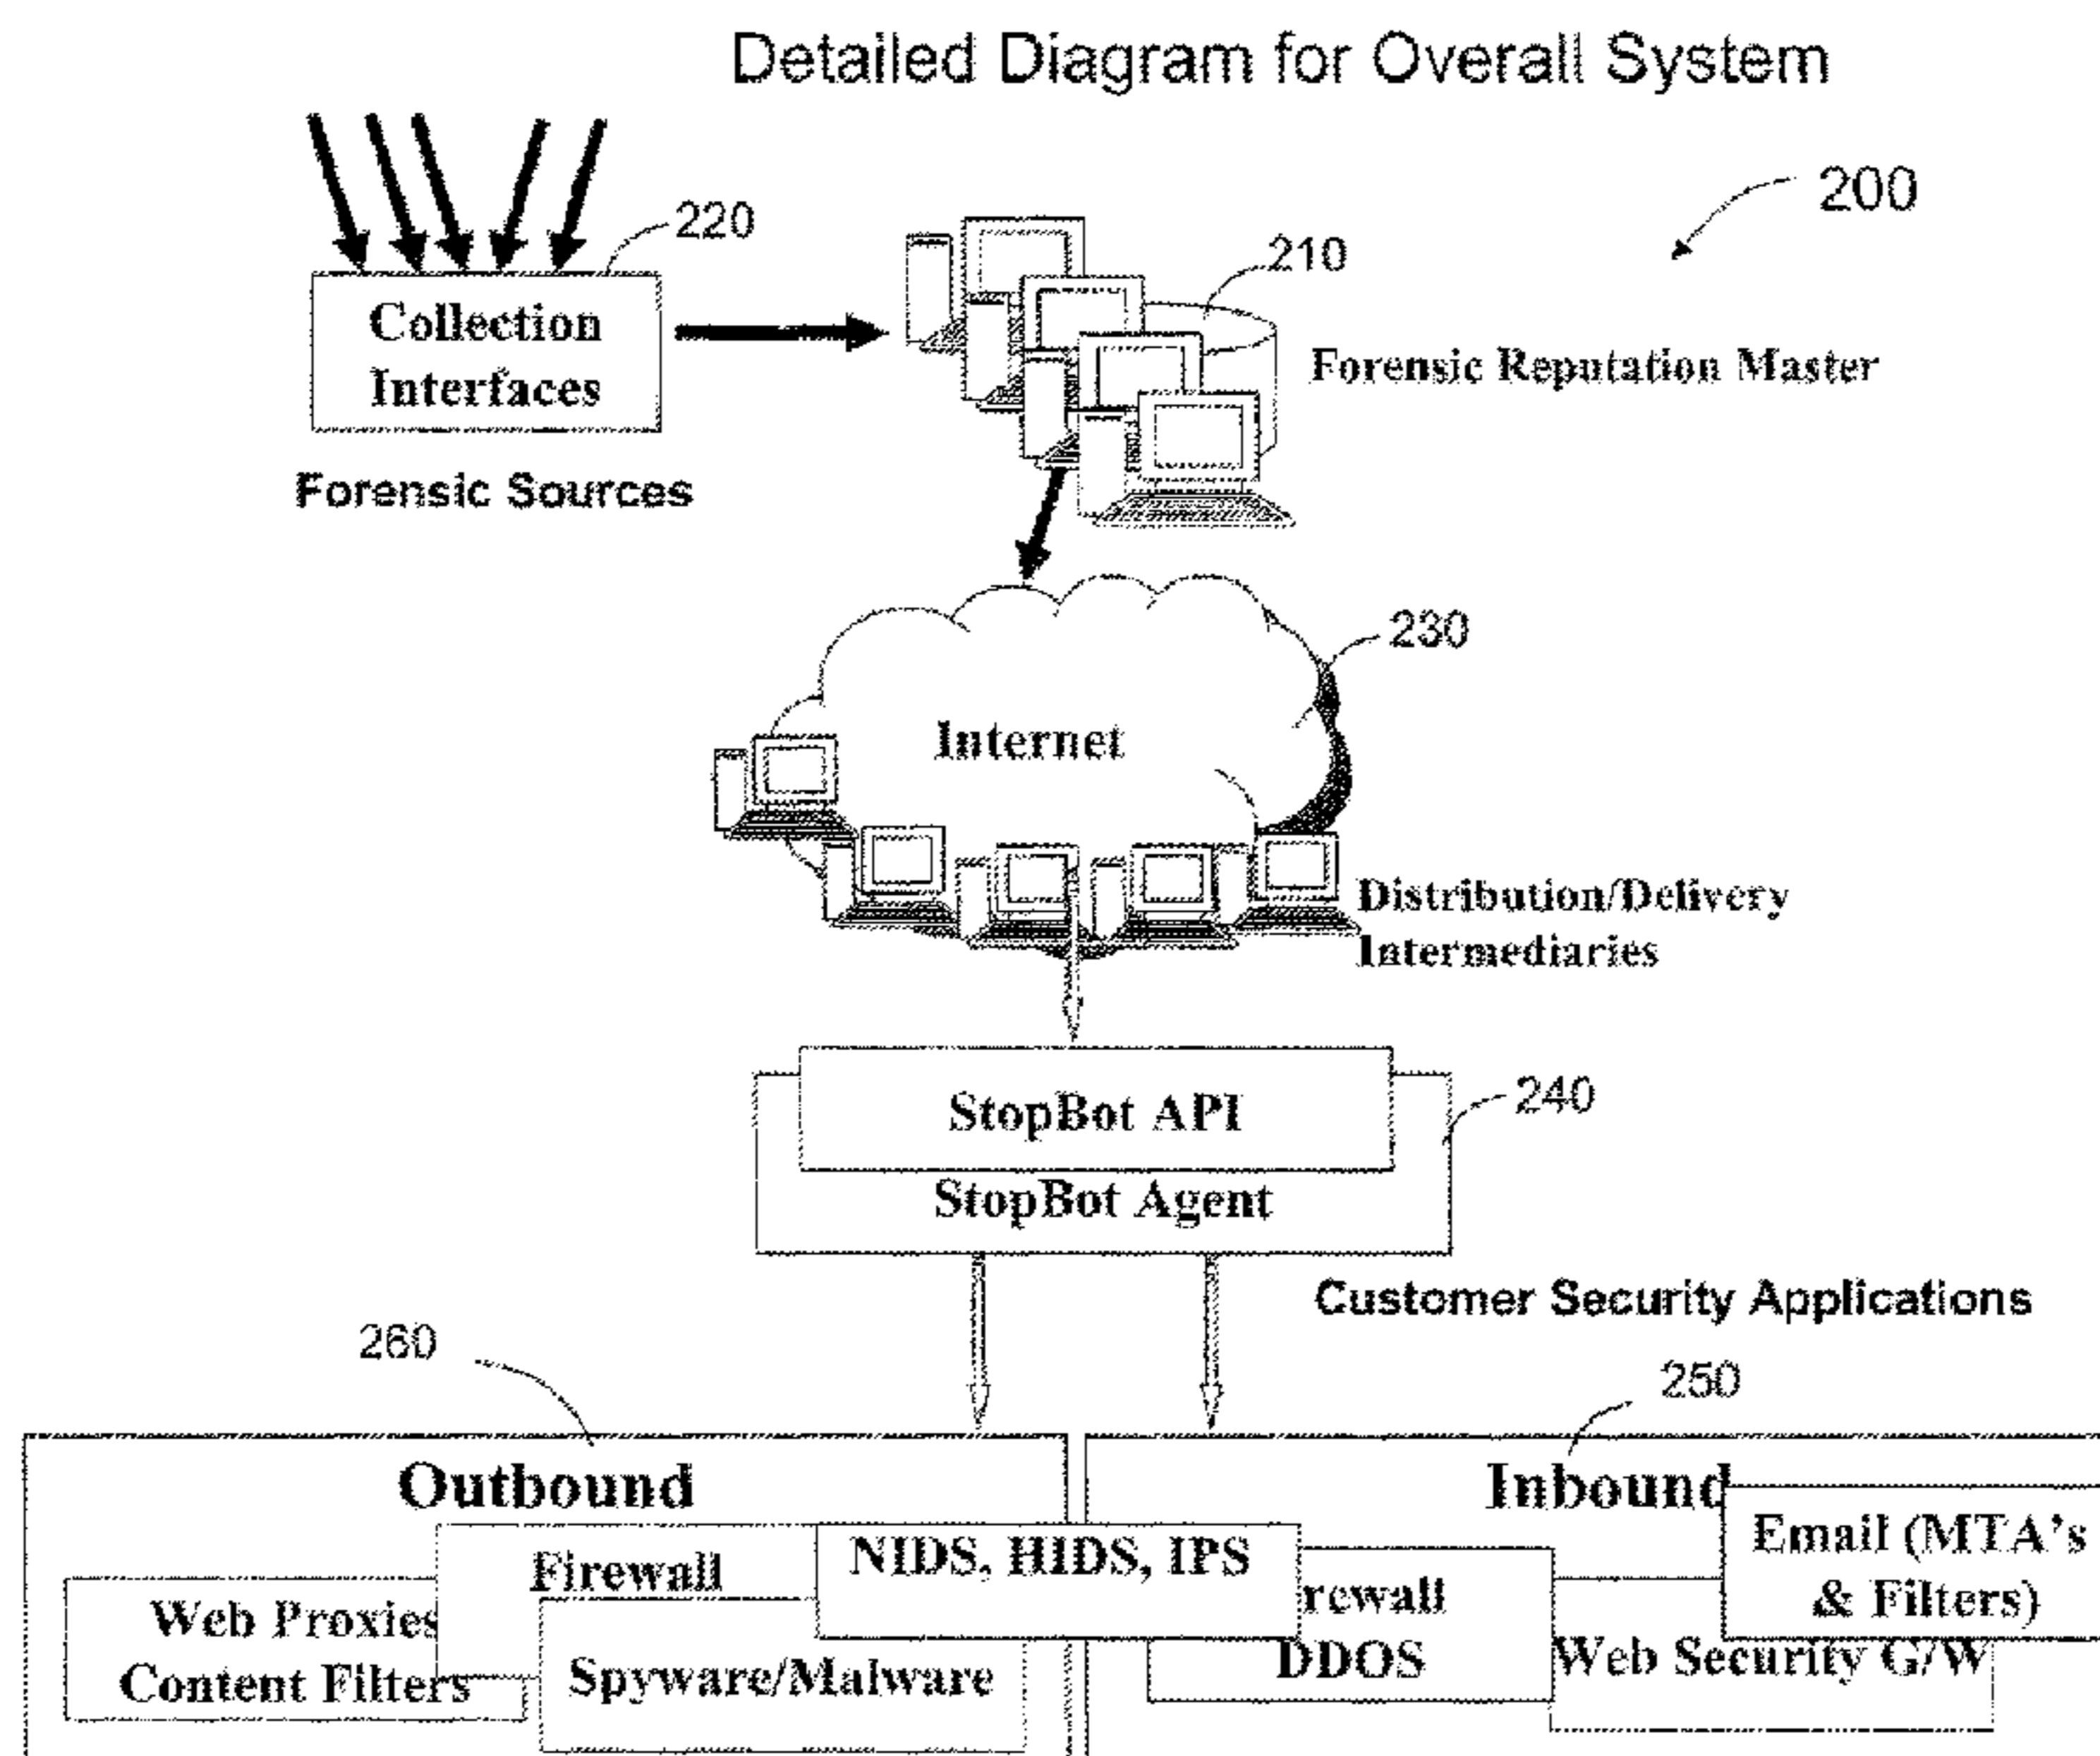 Detailed Diagram for Overall System
200
220
210
Collection
Interfaces
Forensic Reputation Master
Forensic Sources
230
Internet
Distribution/Delivery
Intermediaries
StopBot API
240
StopBot Agent
Customer Security Applications
260
250
Outbound
Inbound
NIDS, HIDS, IPS
Email (MTA's
& Filters)
Firewall
rewall
DDOS
Web Proxies
Content Filters
Spyware/Malware
Web Security G/W